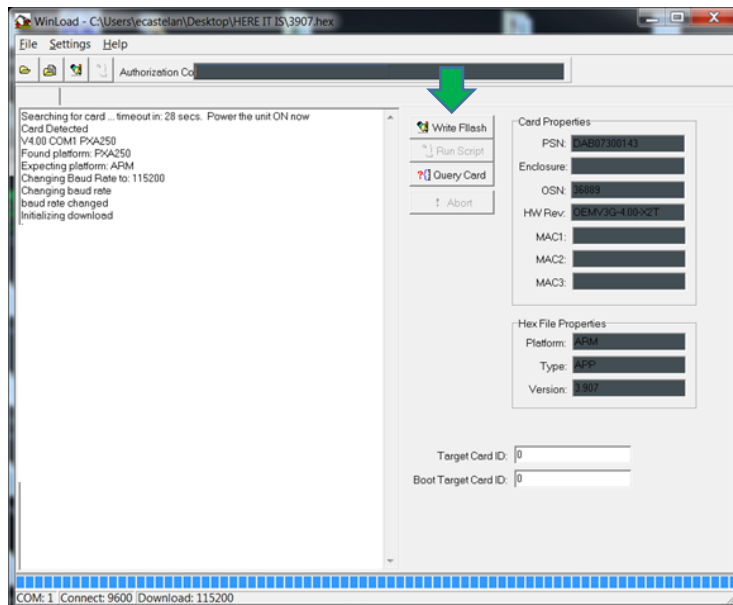 WinLoad - C:\Users\ecastelan\Desktop\HERE IT IS\3907.hex
File Settings Help
Authorization Co
Searching for card ... timeout in: 28 secs. Power the unit ON now
Card Detected
V4.00 COM1 PXA250
Found platform: PXA250
Expecting platform: ARM
Changing Baud Rate to: 115200
Changing baud rate
baud rate changed
Initializing download
.
Write Fllash
Run Script
?{} Query Card
! Abort
Card Properties
PSN: DAB07300143
Enclosure:
OSN: 36889
HW Rev: OEMV3G-4.00-X2T
MAC1:
MAC2:
MAC3:
Hex File Properties
Platform: ARM
Type: APP
Version: 3.907
Target Card ID: 0
Boot Target Card ID: 0
COM: 1 Connect: 9600 Download: 115200